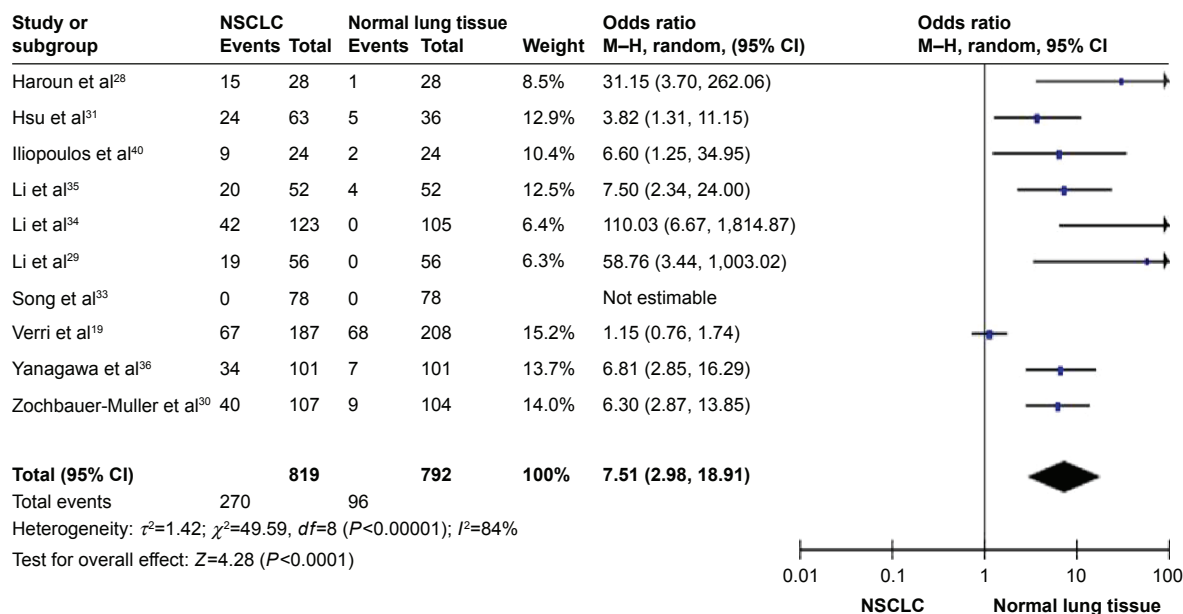 Study or NSCLC Normal lung tissue Odds ratio Odds ratio
subgroup Events Total Events Total Weight M–H, random, (95% CI) M–H, random, 95% CI
Haroun et al28 15 28 1 28 8.5% 31.15 (3.70, 262.06)
Hsu et al31 24 63 5 36 12.9% 3.82 (1.31, 11.15)
Iliopoulos et al40 9 24 2 24 10.4% 6.60 (1.25, 34.95)
Li et al35 20 52 4 52 12.5% 7.50 (2.34, 24.00)
Li et al34 42 123 0 105 6.4% 110.03 (6.67, 1,814.87)
Li et al29 19 56 0 56 6.3% 58.76 (3.44, 1,003.02)
Song et al33 0 78 0 78 Not estimable
Verri et al19 67 187 68 208 15.2% 1.15 (0.76, 1.74)
Yanagawa et al36 34 101 7 101 13.7% 6.81 (2.85, 16.29)
Zochbauer-Muller et al30 40 107 9 104 14.0% 6.30 (2.87, 13.85)
Total (95% CI) 819 792 100% 7.51 (2.98, 18.91)
Total events 270 96
Heterogeneity: τ2=1.42; χ2=49.59, df=8 (P<0.00001); I2=84%
Test for overall effect: Z=4.28 (P<0.0001)
0.01 0.1 1 10 100
NSCLC Normal lung tissue